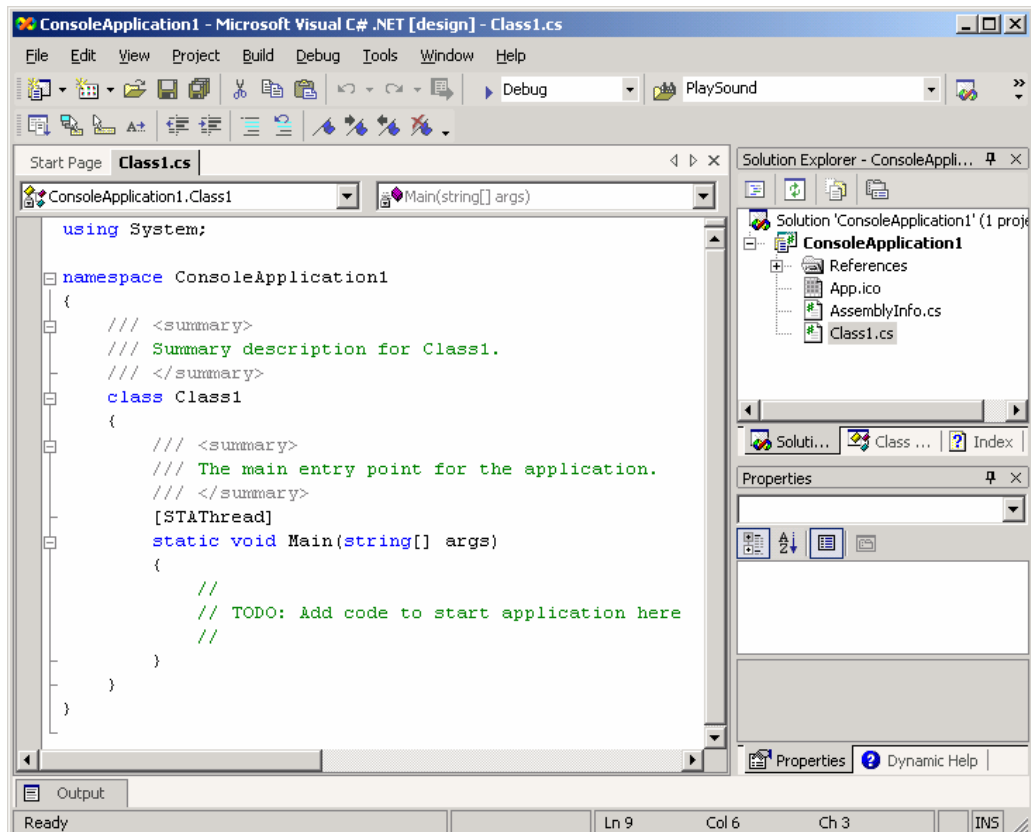 ConsoleApplication1 - Microsoft Visual C# .NET [design] - Class1.cs
File Edit View Project Build Debug Tools Window Help
Debug PlaySound
Start Page Class1.cs
ConsoleApplication1.Class1 Main(string[] args)
using System;
namespace ConsoleApplication1
{
/// <summary>
/// Summary description for Class1.
/// </summary>
class Class1
{
/// <summary>
/// The main entry point for the application.
/// </summary>
[STAThread]
static void Main(string[] args)
{
//
// TODO: Add code to start application here
//
}
}
}
Solution Explorer - ConsoleAppli...
Solution 'ConsoleApplication1' (1 proje
ConsoleApplication1
References
App.ico
AssemblyInfo.cs
Class1.cs
Soluti... Class ... Index
Properties
Properties Dynamic Help
Output
Ready Ln 9 Col 6 Ch 3 INS